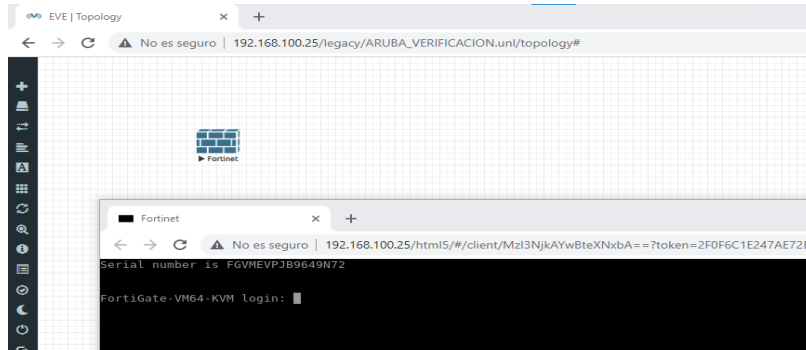 EVE | Topology
No es seguro | 192.168.100.25/legacy/ARUBA_VERIFICACION.unl/topology#
Fortinet
Fortinet
No es seguro | 192.168.100.25/html5/#/client/MzI3NjkAYwBteXNxbA==?token=2F0F6C1E247AE72
Serial number is FGVMEVPJB9649N72
FortiGate-VM64-KVM login: